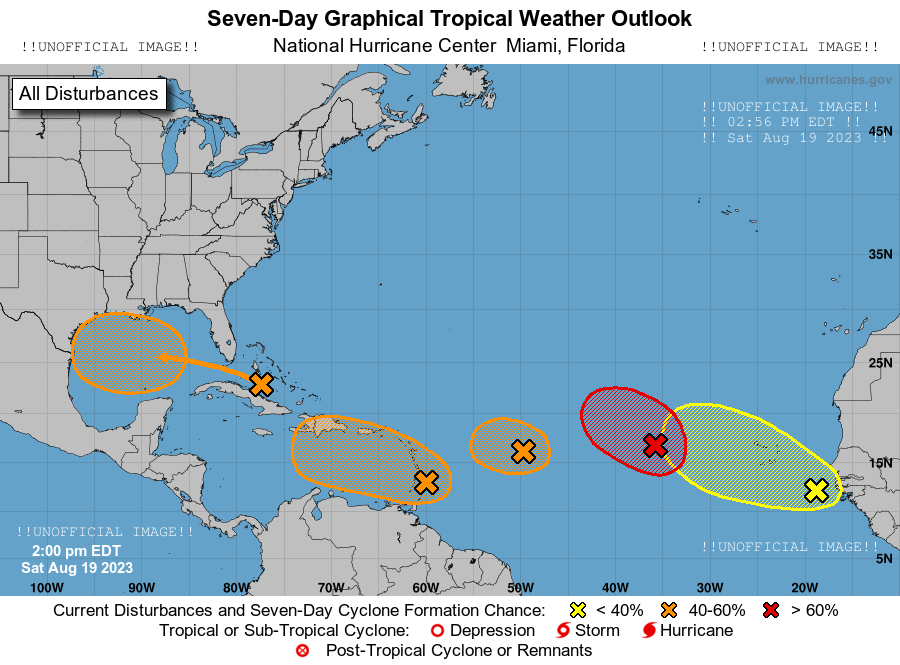 Seven-Day Graphical Tropical Weather Outlook
!!UNOFFICIAL IMAGE!! National Hurricane Center Miami, Florida !!UNOFFICIAL IMAGE!!
www.hurricanes.gov
All Disturbances
!!UNOFFICIAL IMAGE!!
!! 02:56 PM EDT !!
!! Sat Aug 19 2023 !!
45N
35N
25N
15N
!!UNOFFICIAL IMAGE!!
2:00 pm EDT
!!UNOFFICIAL IMAGE!!
5N
Sat Aug 19 2023
100W 90W 80W 70W 60W 50W 40W 30W 20W
Current Disturbances and Seven-Day Cyclone Formation Chance: < 40% 40-60% > 60%
Tropical or Sub-Tropical Cyclone: Depression Storm Hurricane
Post-Tropical Cyclone or Remnants